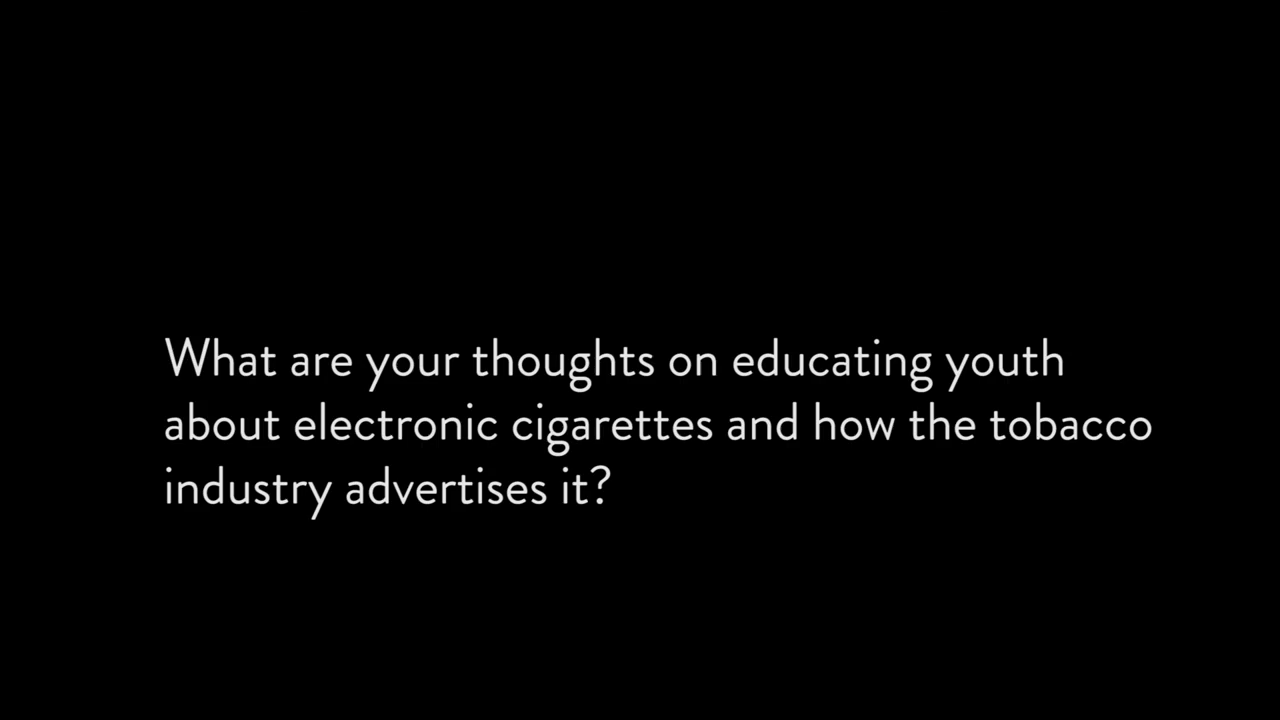 What are your thoughts on educating youth
about electronic cigarettes and how the tobacco
industry advertises it?